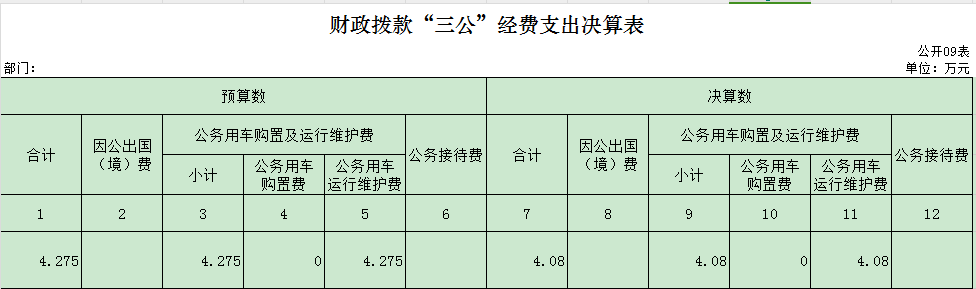 财政拨款“三公”经费支出决算表
公开09表
部门： 单位：万元
预算数 决算数
合计 因公出国（境）费 公务用车购置及运行维护费 公务接待费 合计 因公出国（境）费 公务用车购置及运行维护费 公务接待费
小计 公务用车购置费 公务用车运行维护费 小计 公务用车购置费 公务用车运行维护费
1 2 3 4 5 6 7 8 9 10 11 12
4.275 4.275 0 4.275 4.08 4.08 0 4.08